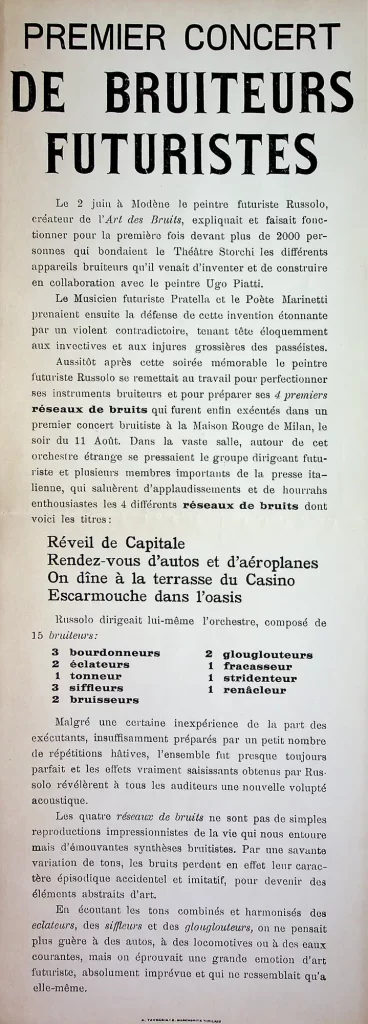 PREMIER CONCERT
DE BRUITEURS
FUTURISTES
Le 2 juin à Modène le peintre futuriste Russolo,
créateur de l'Art des Bruits, expliquait et faisait fonc-
tionner pour la première fois devant plus de 2000 per-
sonnes qui bondaient le Théâtre Storchi les différents
appareils bruiteurs qu'il venait d'inventer et de construire
en collaboration avec le peintre Ugo Piatti.
Le Musicien futuriste Pratella et le Poète Marinetti
prenaient ensuite la défense de cette invention étonnante
par un violent contradictoire, tenant tête éloquemment
aux invectives et aux injures grossières des passéistes.
Aussitôt après cette soirée mémorable le peintre
futuriste Russolo se remettait au travail pour perfectionner
ses instruments bruiteurs et pour préparer ses 4 premiers
réseaux de bruits qui furent enfin exécutés dans un
premier concert bruitiste à la Maison Rouge de Milan, le
soir du 11 Août. Dans la vaste salle, autour de cet
orchestre étrange se pressaient le groupe dirigeant futu-
riste et plusieurs membres importants de la presse ita-
lienne, qui saluèrent d'applaudissements et de hourrahs
enthousiastes les 4 différents réseaux de bruits dont
voici les titres:
Réveil de Capitale
Rendez-vous d'autos et d'aéroplanes
On dîne à la terrasse du Casino
Escarmouche dans l'oasis
Russolo dirigeait lui-même l'orchestre, composé de
15 bruiteurs:
3 bourdonneurs
2 éclateurs
1 tonneur
3 siffleurs
2 bruisseurs
2 glouglouteurs
1 fracasseur
1 stridenteur
1 renâcleur
Malgré une certaine inexpérience de la part des
exécutants, insuffisamment préparés par un petit nombre
de répétitions hâtives, l'ensemble fut presque toujours
parfait et les effets vraiment saisissants obtenus par Rus-
solo révélèrent à tous les auditeurs une nouvelle volupté
acoustique.
Les quatre réseaux de bruits ne sont pas de simples
reproductions impressionnistes de la vie qui nous entoure
mais d'émouvantes synthèses bruitistes. Par une savante
variation de tons, les bruits perdent en effet leur carac-
tère épisodique accidentel et imitatif, pour devenir des
éléments abstraits d'art.
En écoutant les tons combinés et harmonisés des
eclateurs, des siffleurs et des glouglouteurs, on ne pensait
plus guère à des autos, à des locomotives ou à des eaux
courantes, mais on éprouvait une grande emotion d'art
futuriste, absolument imprévue et qui ne ressemblait qu'a
elle-même.